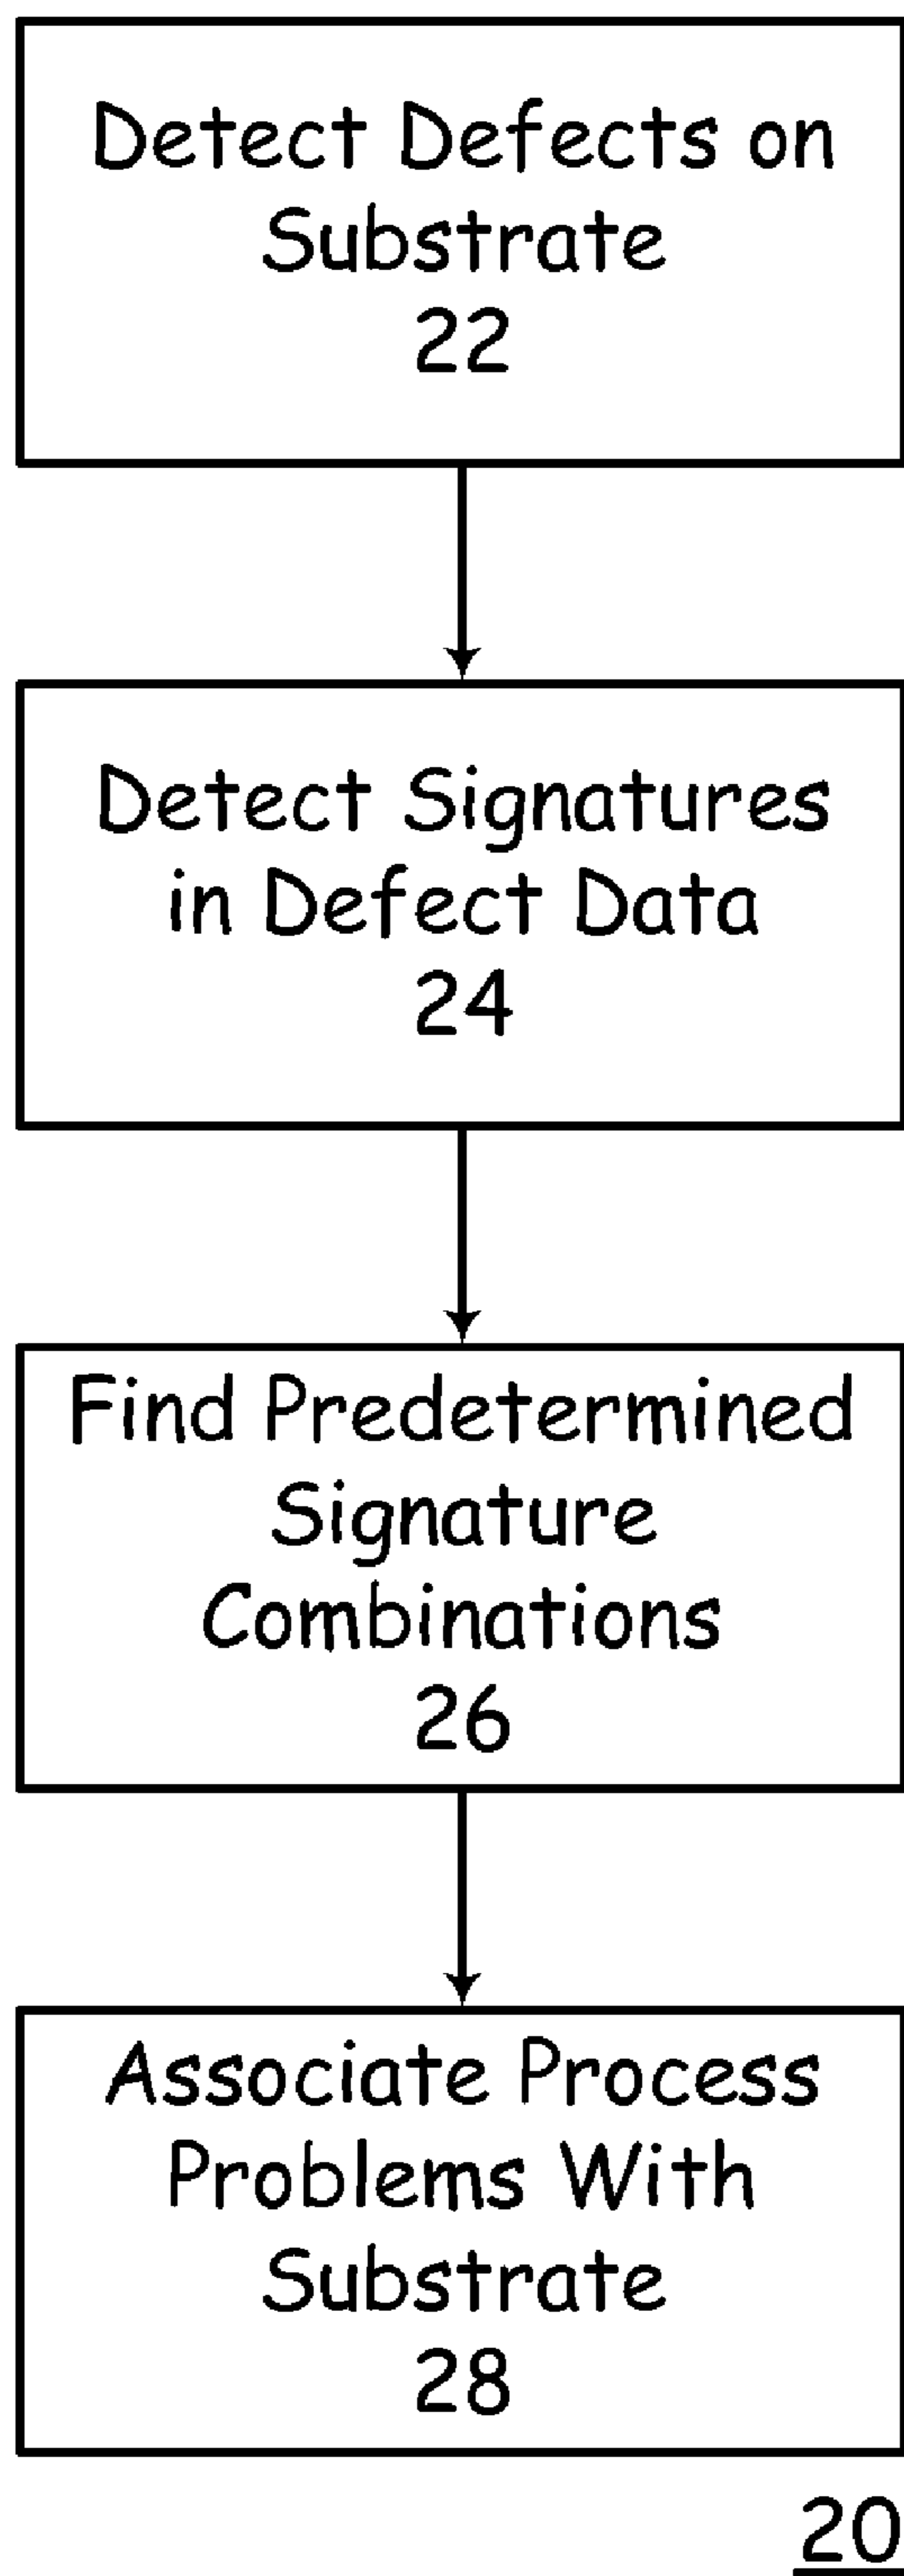 Detect Defects on
Substrate
22
Detect Signatures
in Defect Data
24
Find Predetermined
Signature
Combinations
26
Associate Process
Problems With
Substrate
28
20